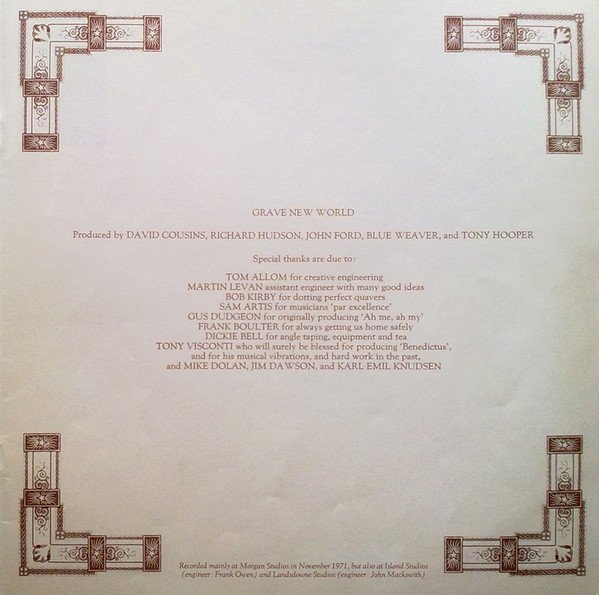 GRAVE NEW WORLD
Produced by DAVID COUSINS, RICHARD HUDSON, JOHN FORD, BLUE WEAVER, and TONY HOOPER
Special thanks are due to:
TOM ALLOM for creative engineering
MARTIN LEVAN assistant engineer with many good ideas
BOB KIRBY for dotting perfect quavers
SAM ARTIS for musicians 'par excellence'
GUS DUDGEON for originally producing 'Ah me, ah my'
FRANK BOULTER for always getting us home safely
DICKIE BELL for angle taping, equipment and tea
TONY VISCONTI who will surely be blessed for producing 'Benedictus',
and for his musical vibrations, and hard work in the past,
and MIKE DOLAN, JIM DAWSON, and KARL EMIL KNUDSEN
Recorded mainly at Morgan Studios in November 1971, but also at Island Studios
(engineer Frank Owen) and Landsdowne Studios (engineer John Mackswith)